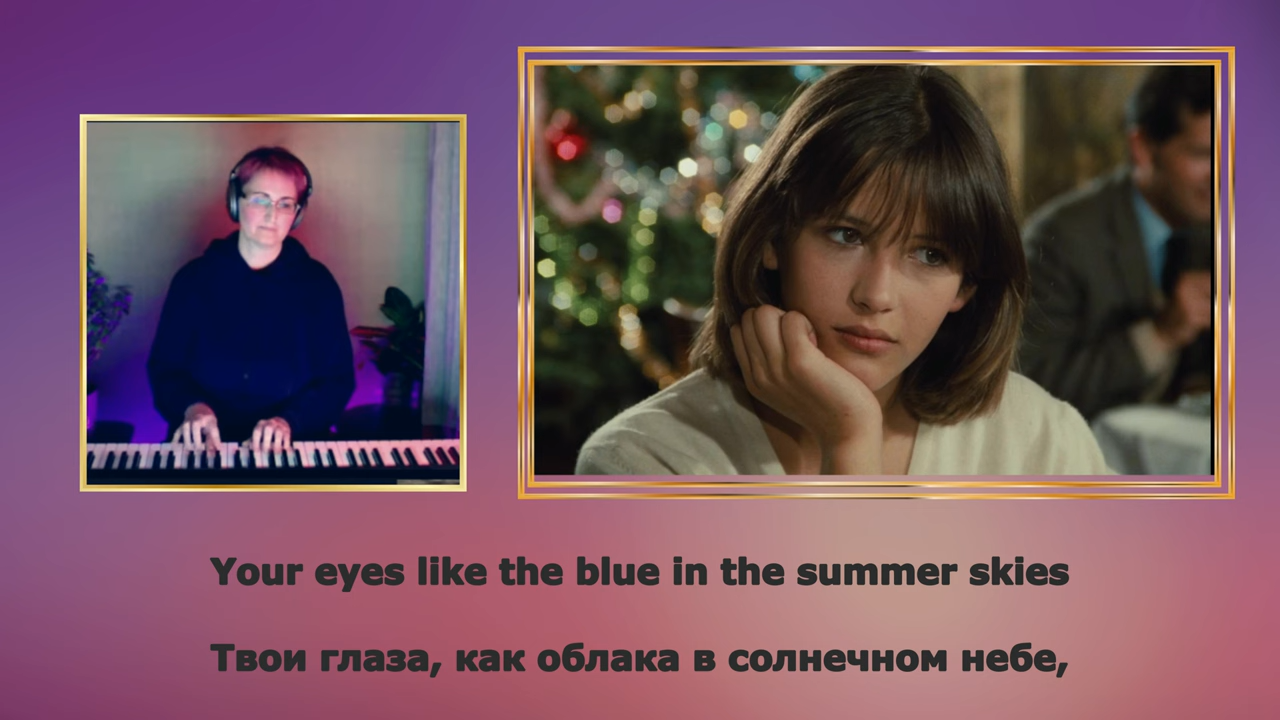 Your eyes like the blue in the summer skies
Твои глаза, как облака в солнечном небе,